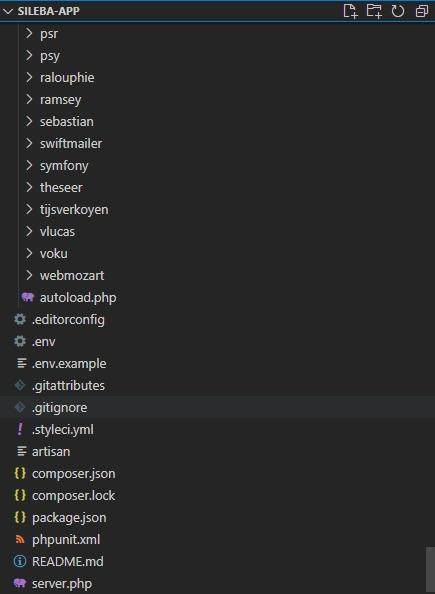 SILEBA-APP
psr
psy
ralouphie
ramsey
sebastian
swiftmailer
symfony
theseer
tijsverkoyen
vlucas
voku
webmozart
autoload.php
.editorconfig
.env
.env.example
.gitattributes
.gitignore
.styleci.yml
artisan
composer.json
composer.lock
package.json
phpunit.xml
README.md
server.php